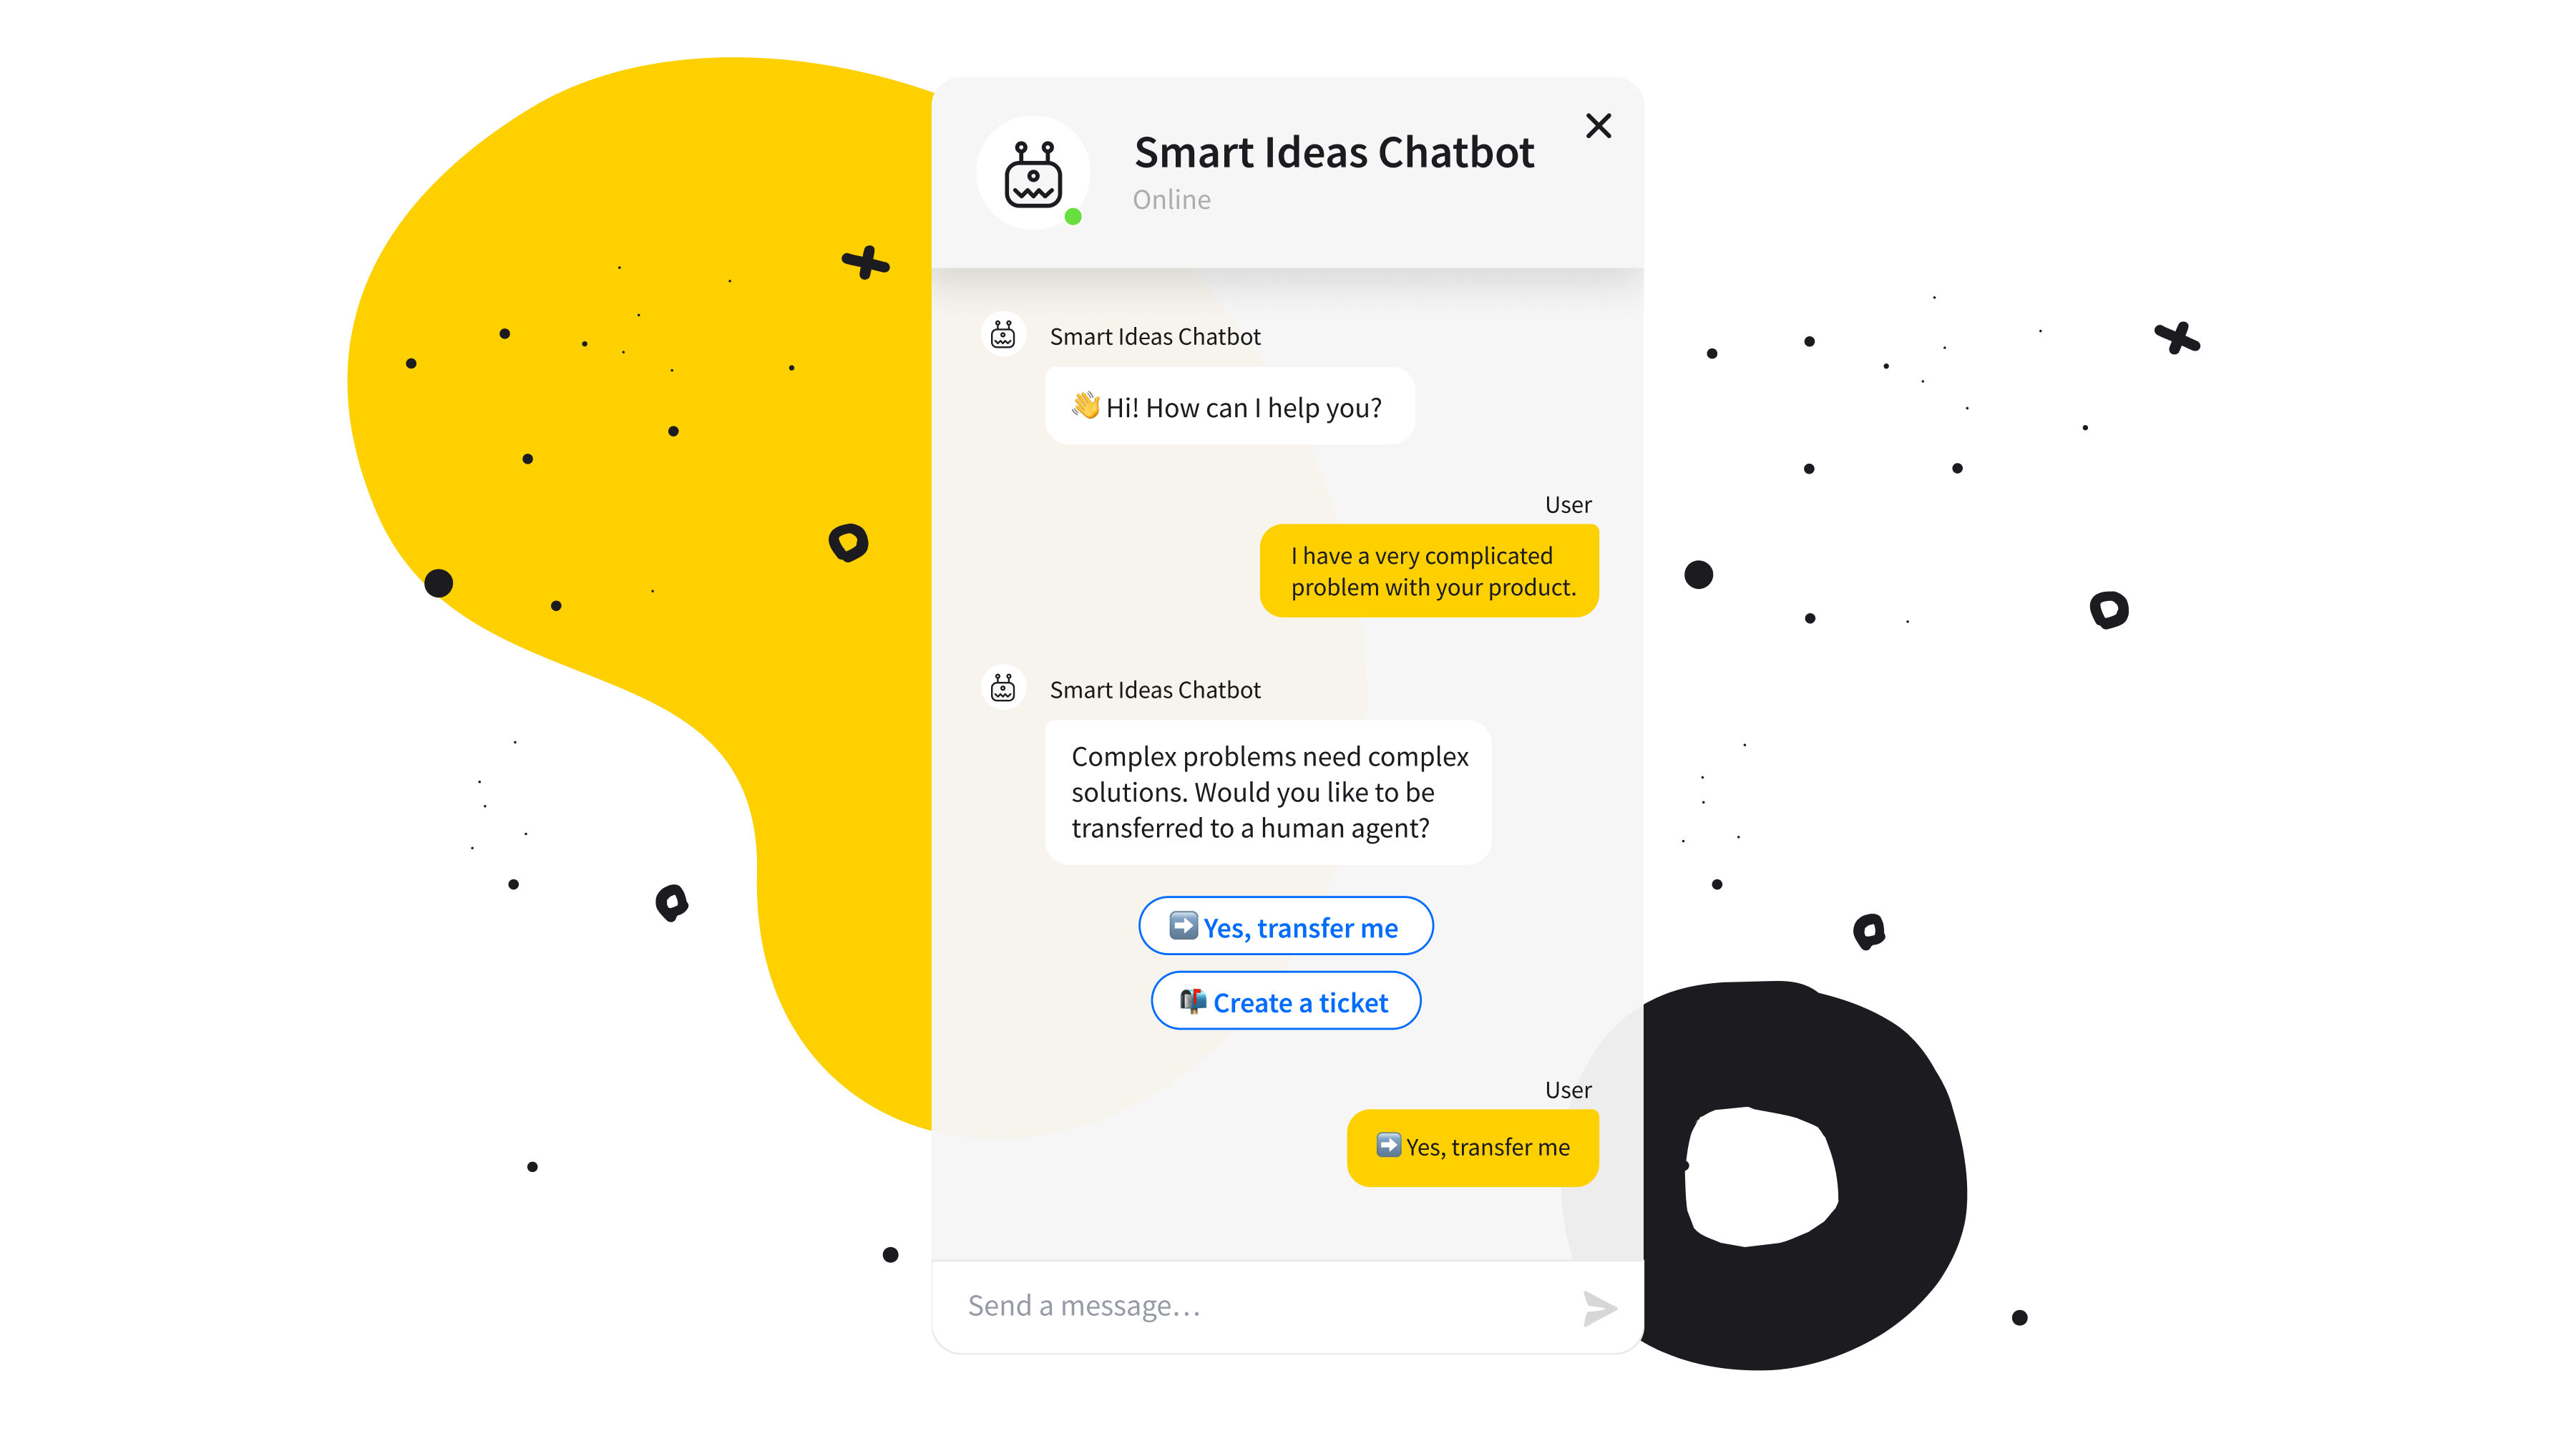 Smart Ideas Chatbot
Online
Smart Ideas Chatbot
👋 Hi! How can I help you?
User
I have a very complicated
problem with your product.
Smart Ideas Chatbot
Complex problems need complex
solutions. Would you like to be
transferred to a human agent?
➡️ Yes, transfer me
📬 Create a ticket
User
➡️ Yes, transfer me
Send a message…